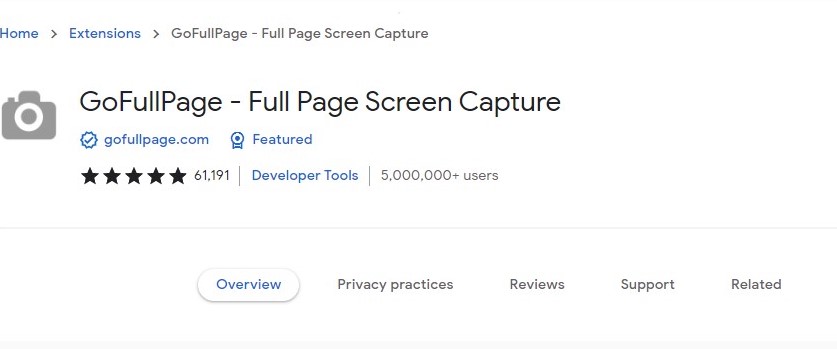 Home > Extensions > GoFullPage - Full Page Screen Capture
GoFullPage - Full Page Screen Capture
gofullpage.com Featured
61,191 Developer Tools 5,000,000+ users
Overview Privacy practices Reviews Support Related